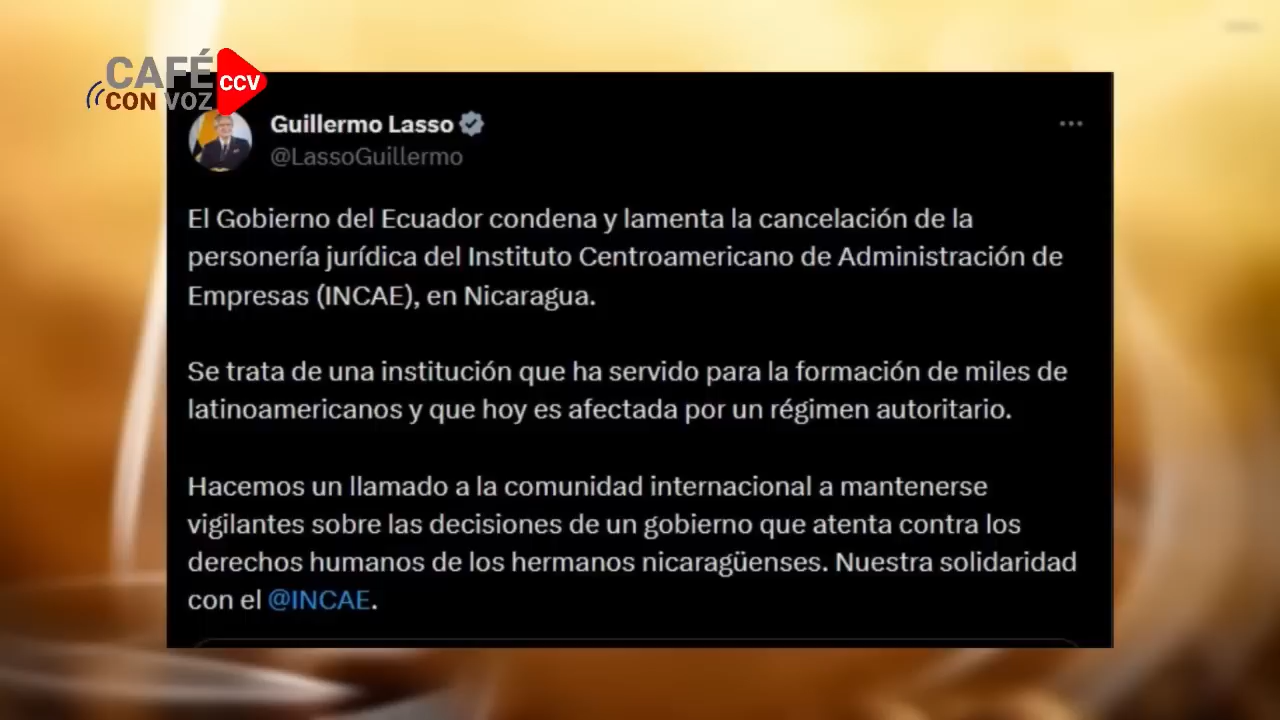 CAFÉ
CON VOZ
CCV
Guillermo Lasso
@LassoGuillermo
El Gobierno del Ecuador condena y lamenta la cancelación de la
personería jurídica del Instituto Centroamericano de Administración de
Empresas (INCAE), en Nicaragua.
Se trata de una institución que ha servido para la formación de miles de
latinoamericanos y que hoy es afectada por un régimen autoritario.
Hacemos un llamado a la comunidad internacional a mantenerse
vigilantes sobre las decisiones de un gobierno que atenta contra los
derechos humanos de los hermanos nicaragüenses. Nuestra solidaridad
con el @INCAE.